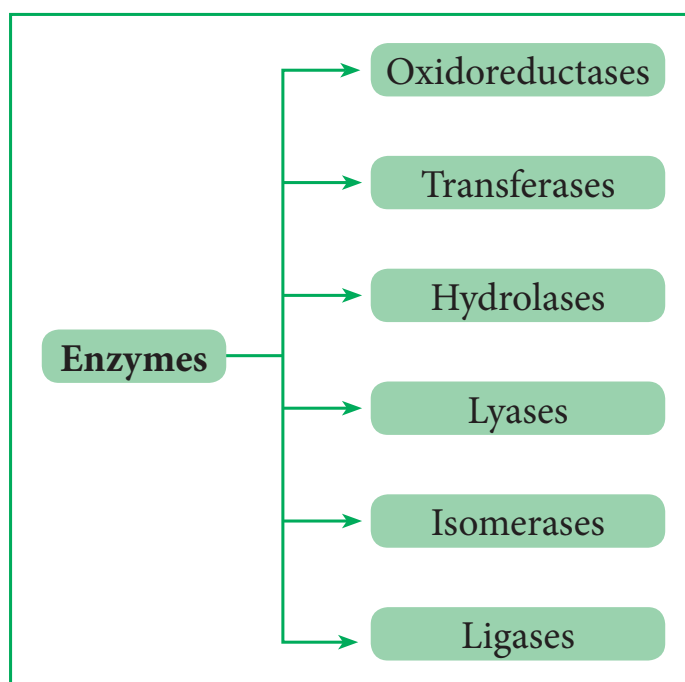 Oxidoreductases
Transferases
Hydrolases
Enzymes
Lyases
Isomerases
Ligases